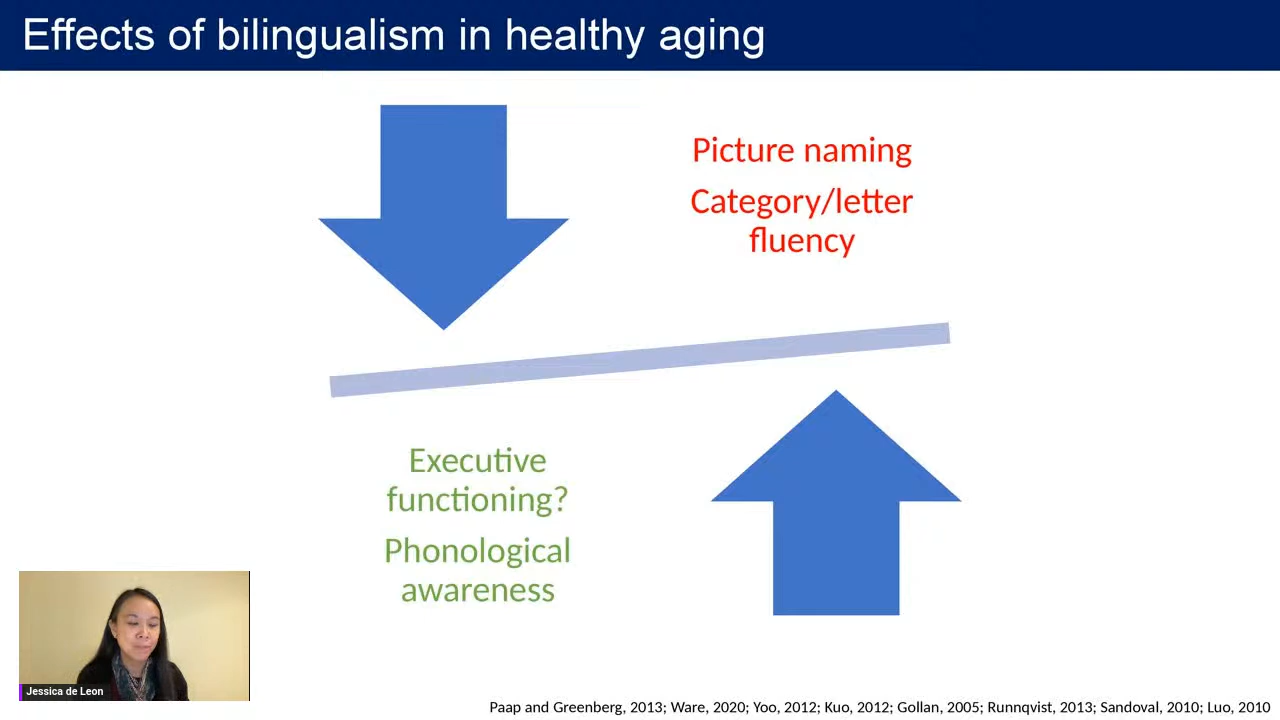 Effects of bilingualism in healthy aging
Picture naming
Category/letter
fluency
Executive
functioning?
Phonological
awareness
Jessica de Leon
Paap and Greenberg, 2013; Ware, 2020; Yoo, 2012; Kuo, 2012; Gollan, 2005; Runnqvist, 2013; Sandoval, 2010; Luo, 2010